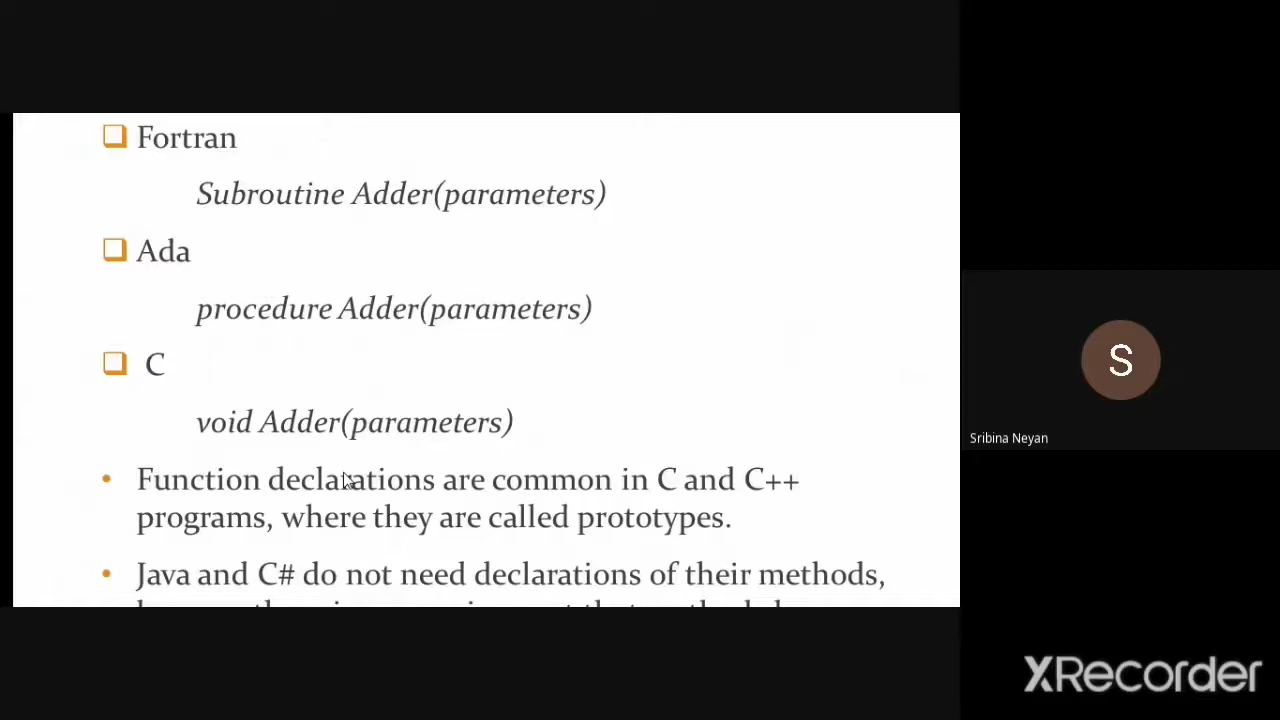 Fortran
Subroutine Adder(parameters)
Ada
procedure Adder(parameters)
C
void Adder(parameters)
Function declarations are common in C and C++
programs, where they are called prototypes.
Java and C# do not need declarations of their methods,
S
Sribina Neyan
XRecorder